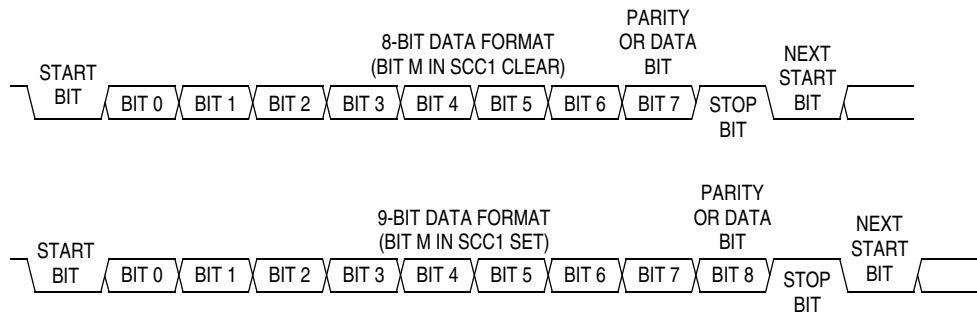 PARITY
OR DATA
BIT
8-BIT DATA FORMAT
(BIT M IN SCC1 CLEAR)
NEXT
START
BIT
START
BIT
BIT 0 BIT 1 BIT 2 BIT 3 BIT 4 BIT 5 BIT 6 BIT 7
STOP
BIT
PARITY
OR DATA
BIT
9-BIT DATA FORMAT
(BIT M IN SCC1 SET)
NEXT
START
BIT
START
BIT
BIT 0 BIT 1 BIT 2 BIT 3 BIT 4 BIT 5 BIT 6 BIT 7 BIT 8
STOP
BIT